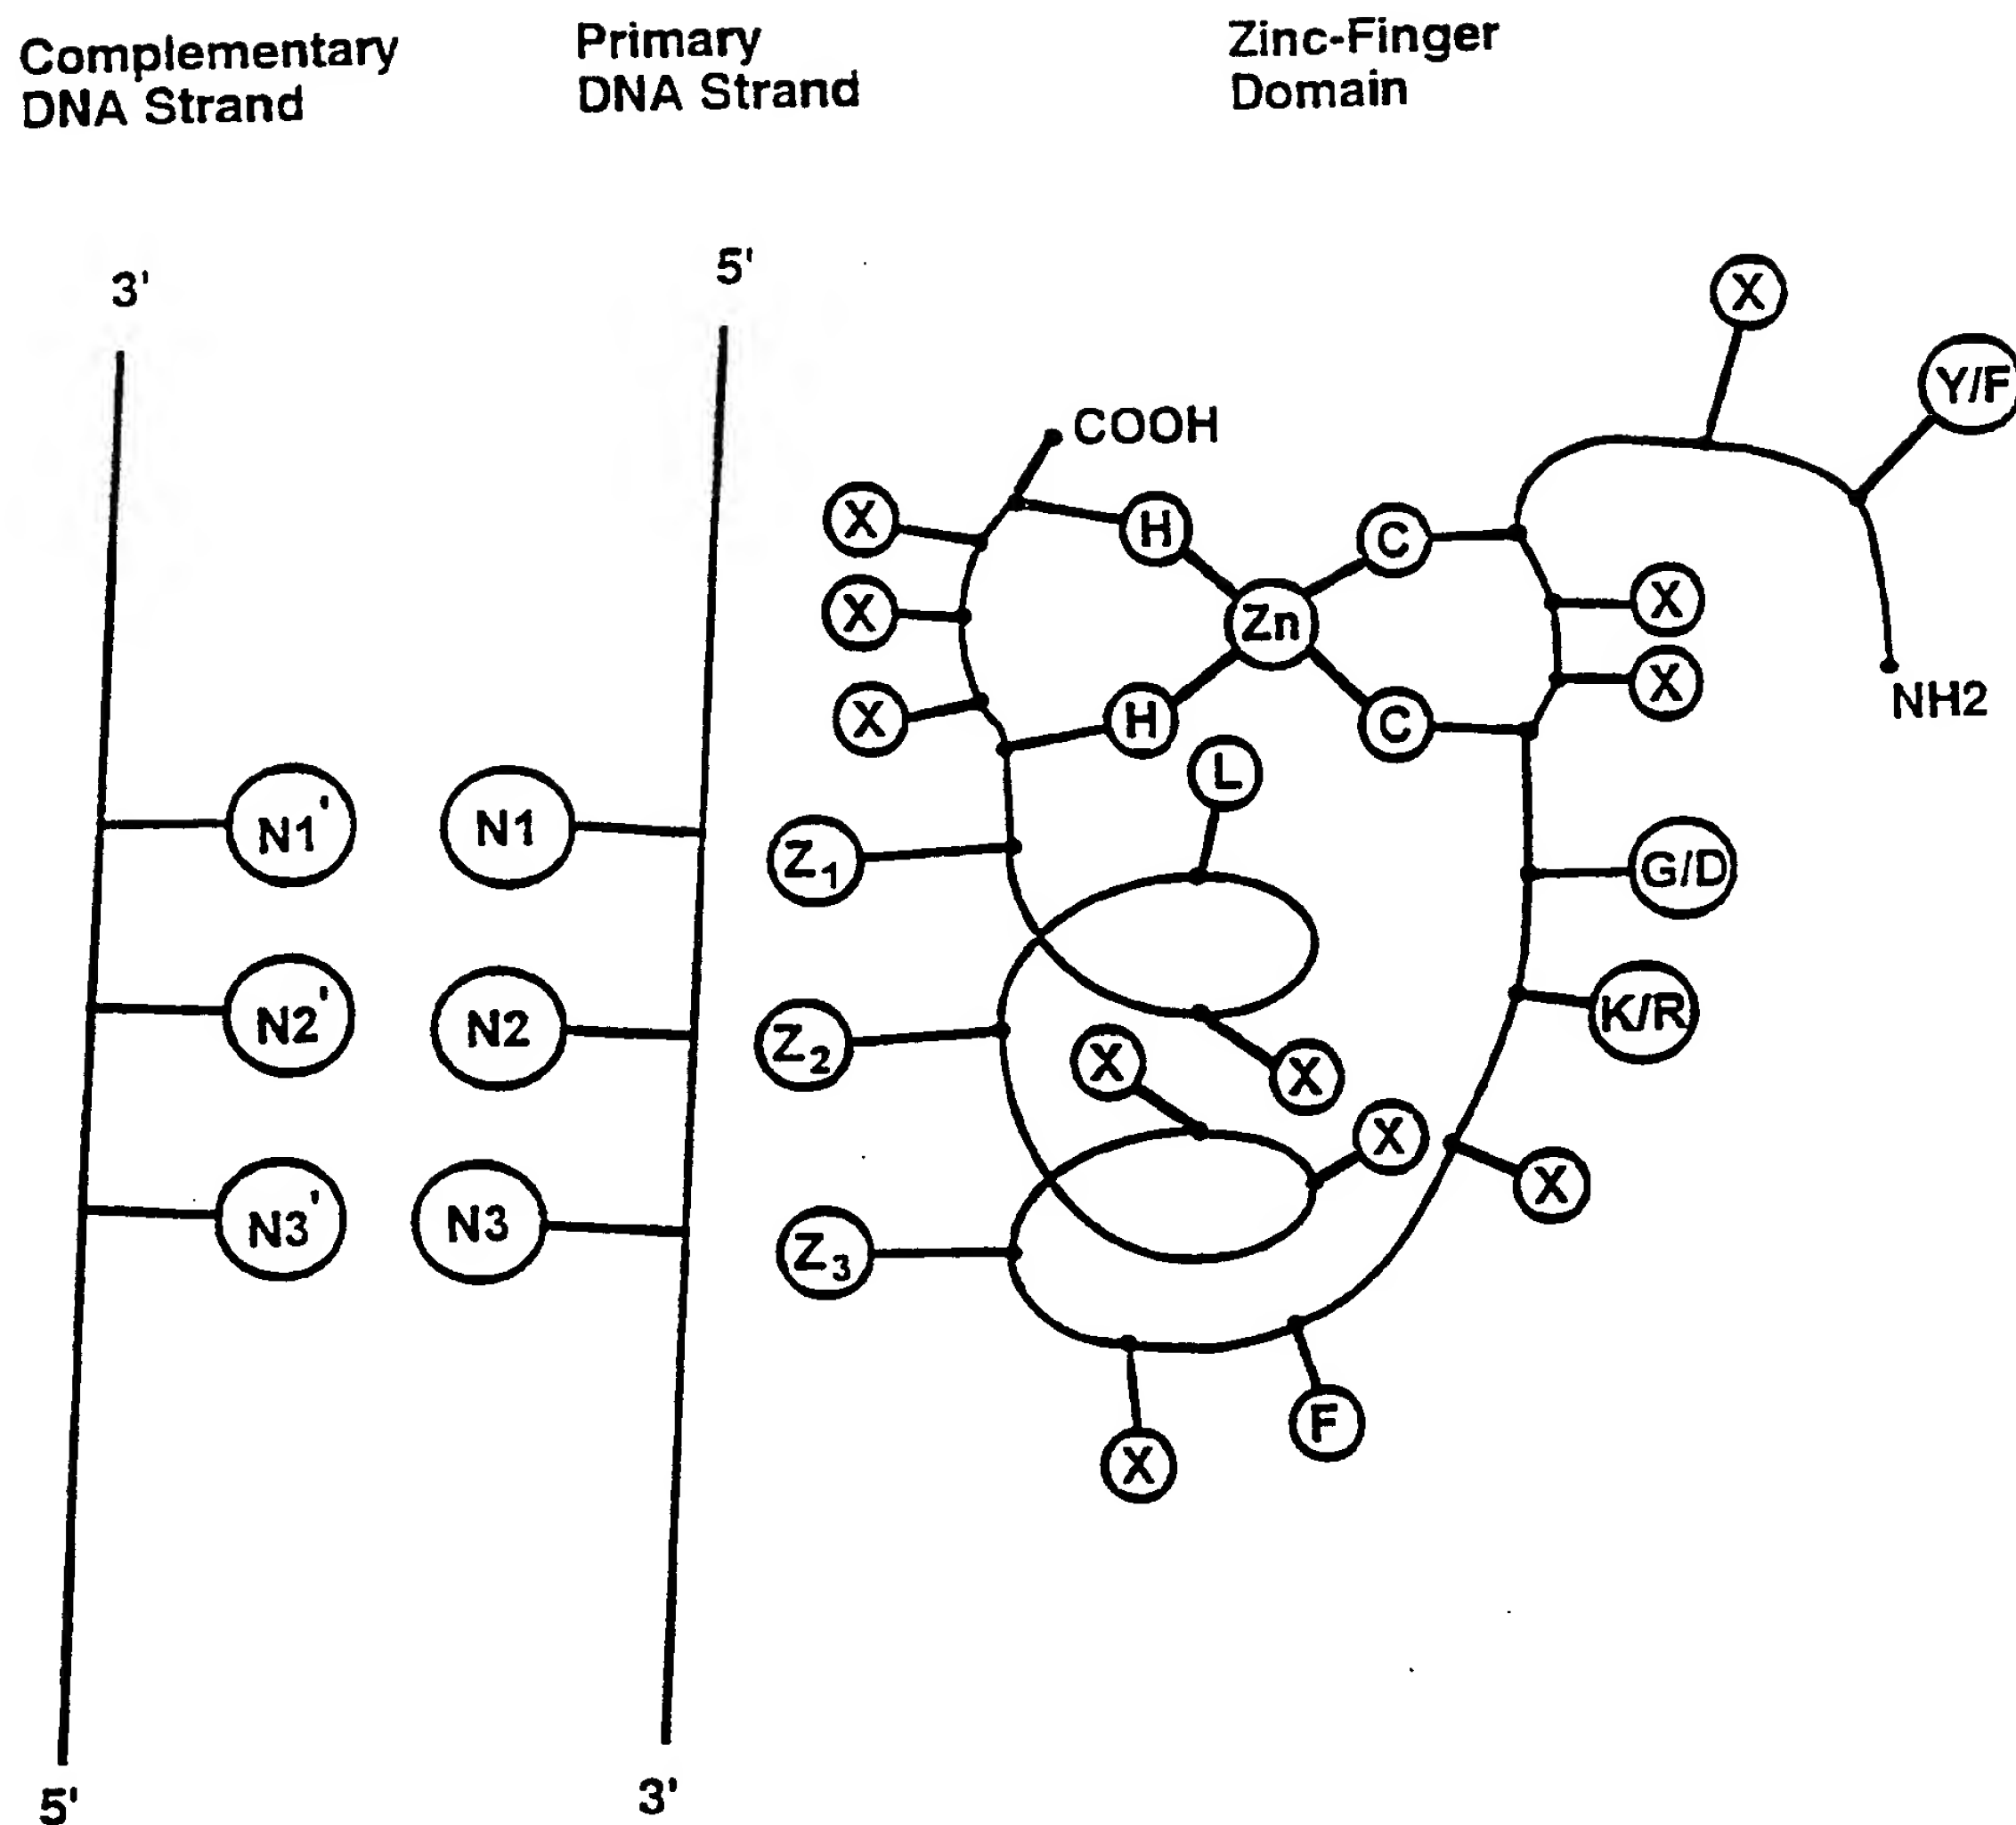 Complementary
DNA Strand
Primary
DNA Strand
Zinc-Finger
Domain
3'
5'
X
Y/F
COOH
X
H
C
X
Zn
X
X
X
H
C
NH2
L
N1'
N1
Z1
G/D
N2'
N2
Z2
X
X
K/R
X
X
N3'
N3
Z3
F
X
5'
3'